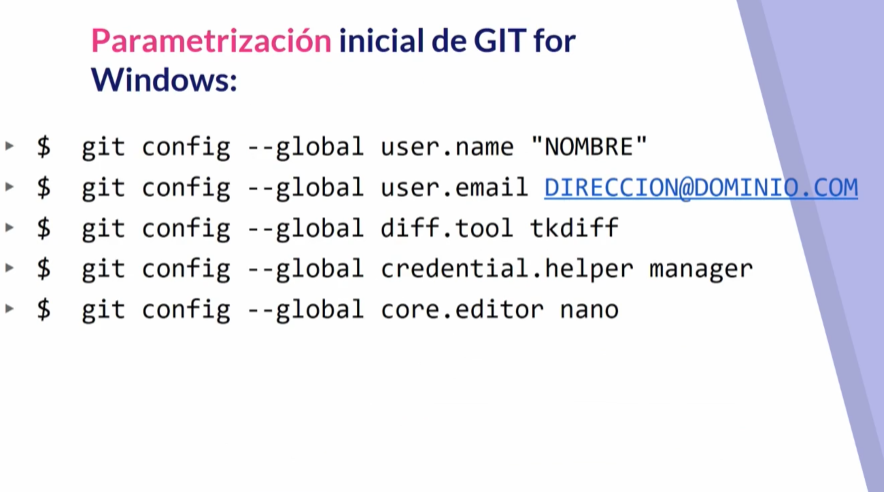 Parametrización inicial de GIT for
Windows:
$ git config --global user.name "NOMBRE"
$ git config --global user.email DIRECCION@DOMINIO.COM
$ git config --global diff.tool tkdiff
$ git config --global credential.helper manager
$ git config --global core.editor nano